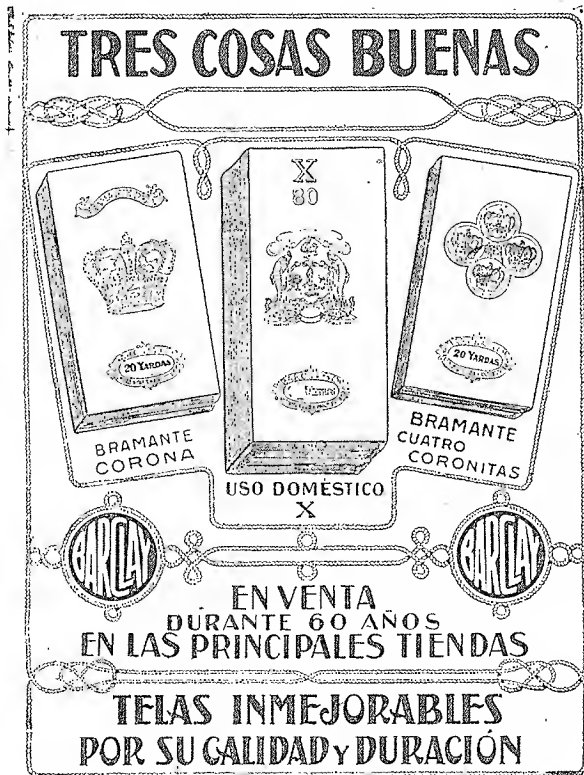 TRES COSAS BUENAS
X
80
20 YARDAS
20 YARDAS
BRAMANTE
CORONA
USO DOMÉSTICO
X
BRAMANTE
CUATRO
CORONITAS
BARCLAY
BARCLAY
EN VENTA
DURANTE 60 AÑOS
EN LAS PRINCIPALES TIENDAS
TELAS INMEJORABLES
POR SU CALIDAD Y DURACIÓN